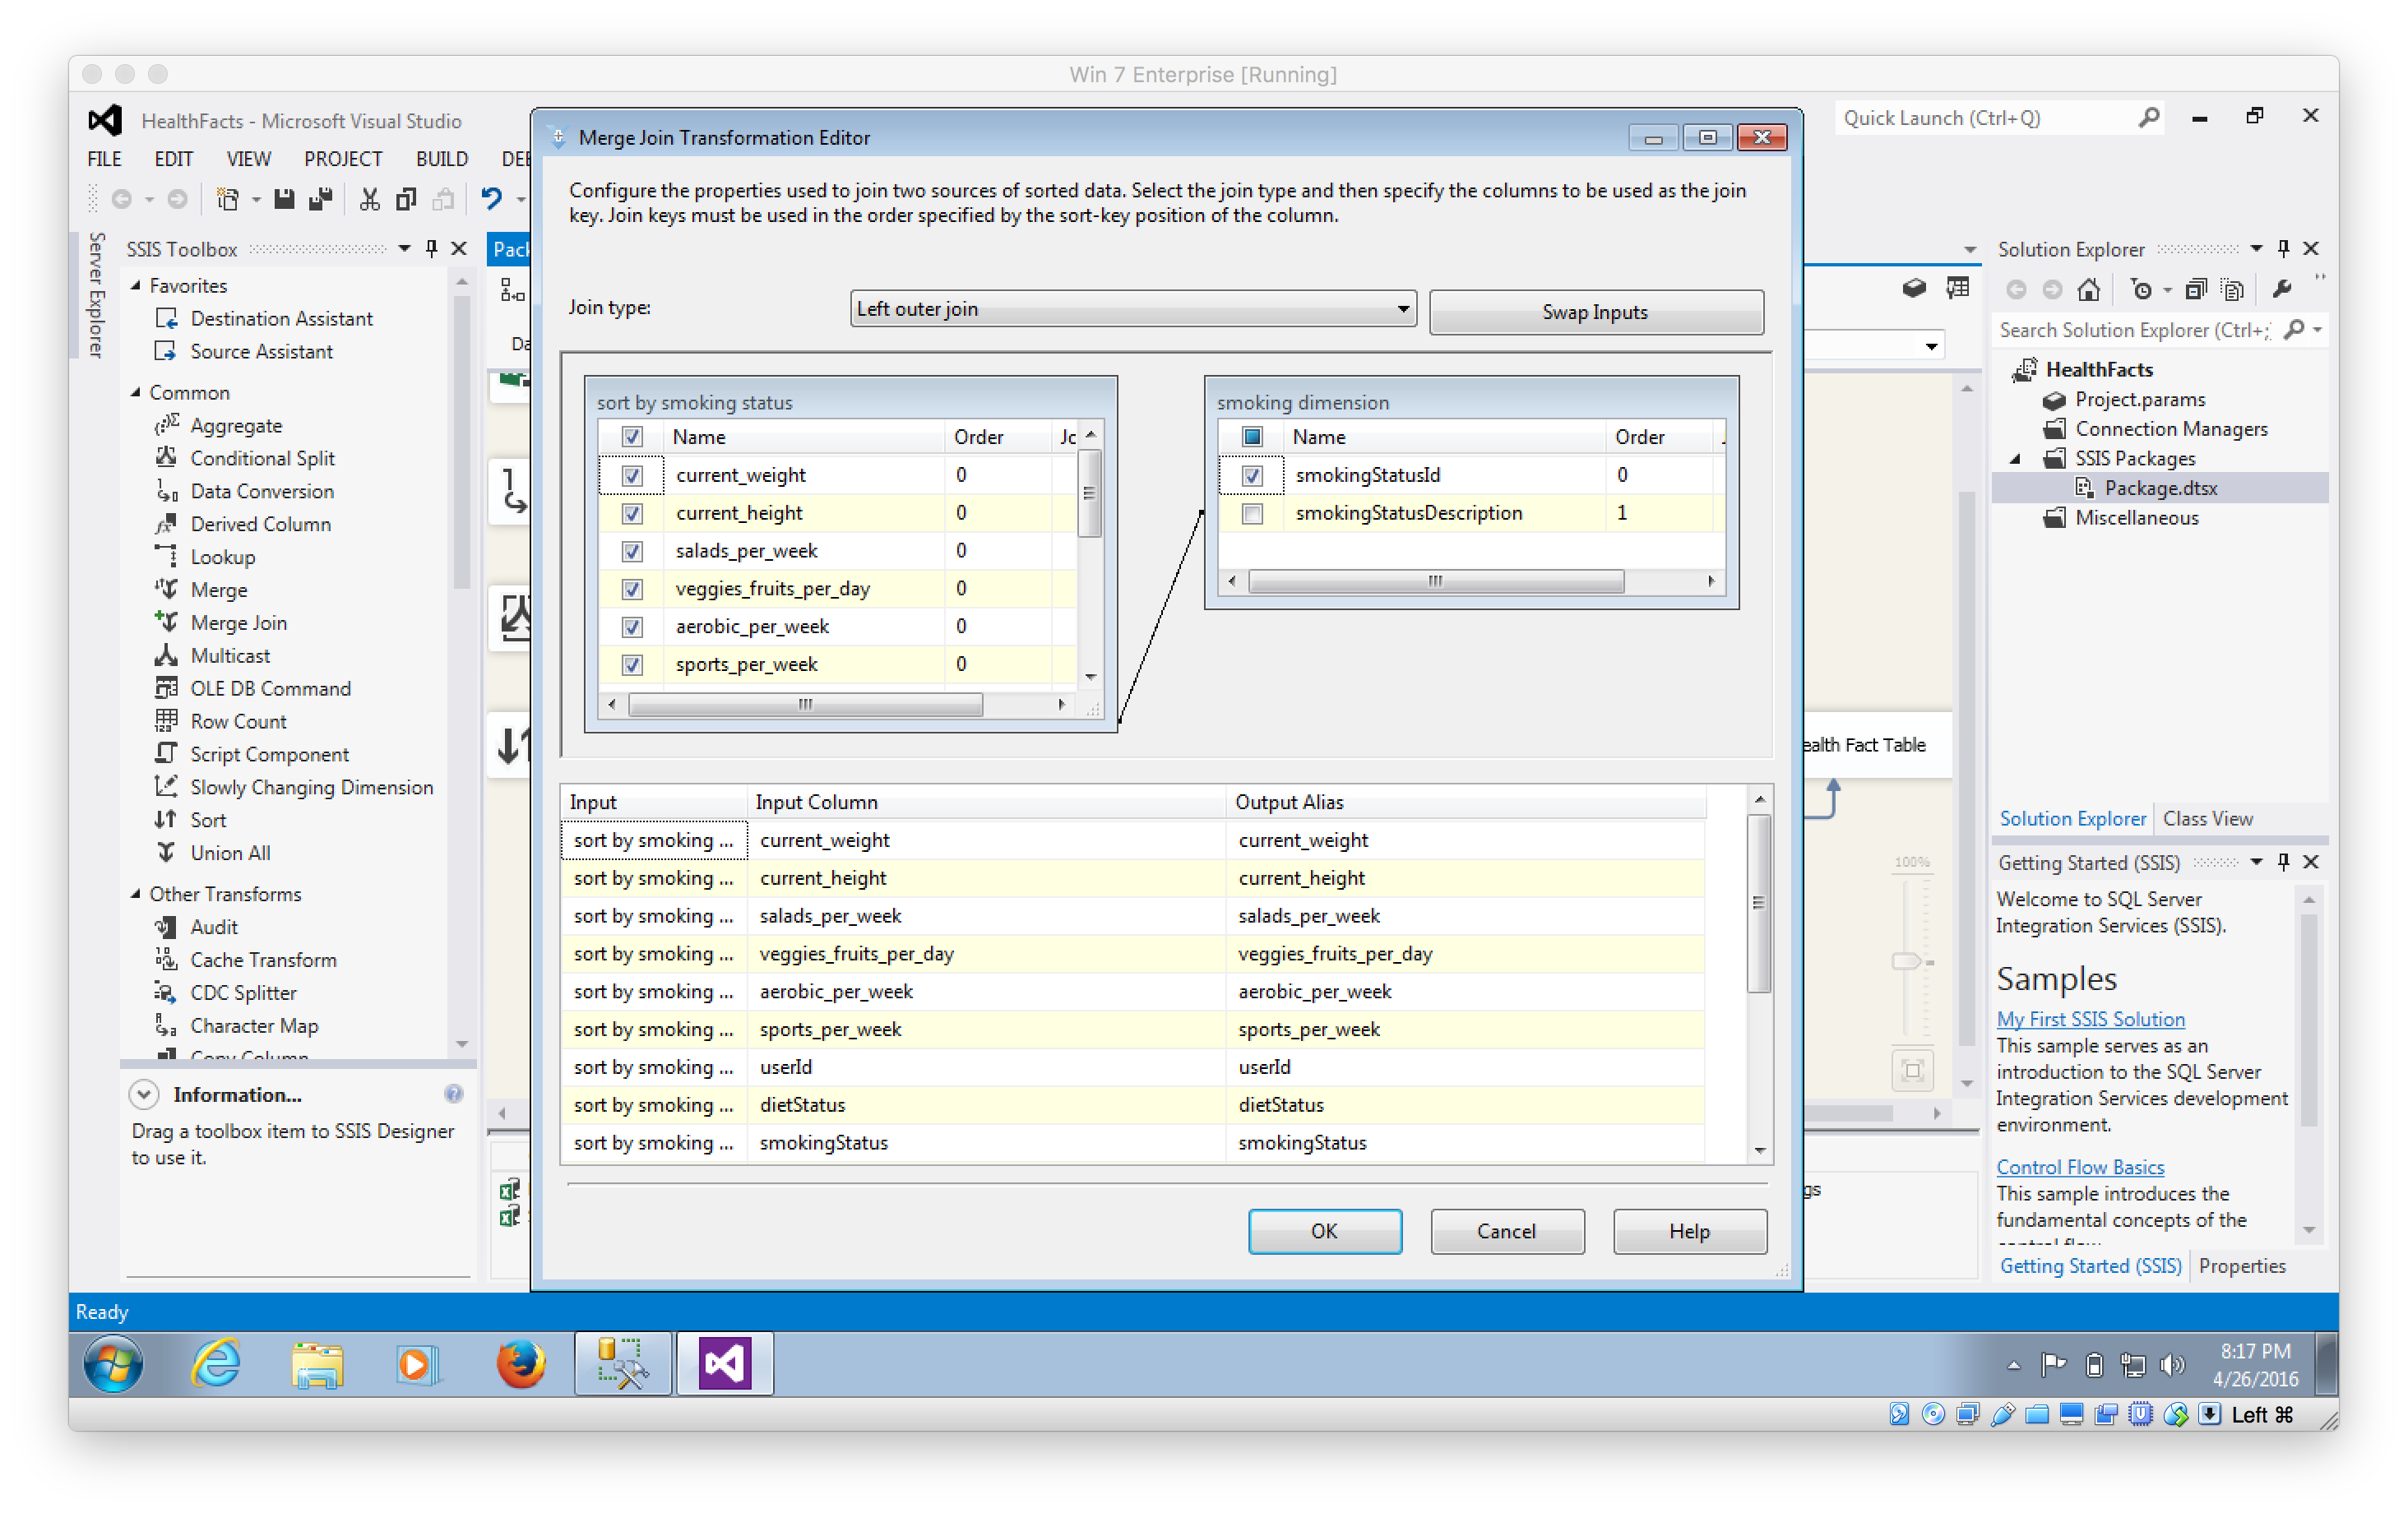 Win 7 Enterprise [Running]
HealthFacts - Microsoft Visual Studio
Quick Launch (Ctrl+Q)
FILE EDIT VIEW PROJECT BUILD
Server Explorer
SSIS Toolbox
Favorites
Destination Assistant
Source Assistant
Common
Aggregate
Conditional Split
Data Conversion
Derived Column
Lookup
Merge
Merge Join
Multicast
OLE DB Command
Row Count
Script Component
Slowly Changing Dimension
Sort
Union All
Other Transforms
Audit
Cache Transform
CDC Splitter
Character Map
Copy Column
Information...
Drag a toolbox item to SSIS Designer
to use it.
Merge Join Transformation Editor
Configure the properties used to join two sources of sorted data. Select the join type and then specify the columns to be used as the join
key. Join keys must be used in the order specified by the sort-key position of the column.
Join type: Left outer join Swap Inputs
sort by smoking status
Name Order
current_weight 0
current_height 0
salads_per_week 0
veggies_fruits_per_day 0
aerobic_per_week 0
sports_per_week 0
smoking dimension
Name Order
smokingStatusId 0
smokingStatusDescription 1
Input Input Column Output Alias
sort by smoking ... current_weight current_weight
sort by smoking ... current_height current_height
sort by smoking ... salads_per_week salads_per_week
sort by smoking ... veggies_fruits_per_day veggies_fruits_per_day
sort by smoking ... aerobic_per_week aerobic_per_week
sort by smoking ... sports_per_week sports_per_week
sort by smoking ... userId userId
sort by smoking ... dietStatus dietStatus
sort by smoking ... smokingStatus smokingStatus
OK Cancel Help
ealth Fact Table
100%
Solution Explorer
Search Solution Explorer (Ctrl+;
HealthFacts
Project.params
Connection Managers
SSIS Packages
Package.dtsx
Miscellaneous
Solution Explorer Class View
Getting Started (SSIS)
Welcome to SQL Server
Integration Services (SSIS).
Samples
My First SSIS Solution
This sample serves as an
introduction to the SQL Server
Integration Services development
environment.
Control Flow Basics
This sample introduces the
fundamental concepts of the
control flow
Getting Started (SSIS) Properties
Ready
8:17 PM
4/26/2016
Left ⌘